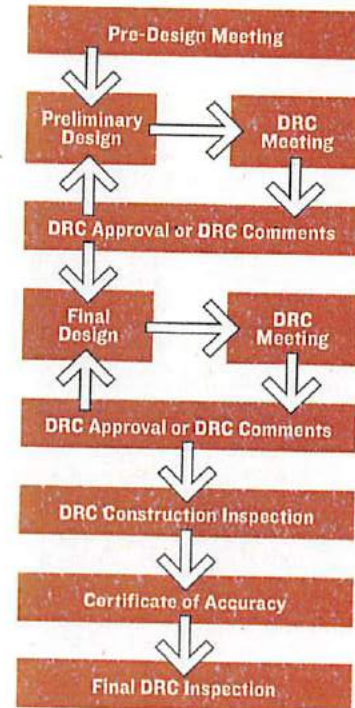 Pre-Design Meeting
Preliminary
Design
DRC
Meeting
DRC Approval or DRC Comments
Final
Design
DRC
Meeting
DRC Approval or DRC Comments
DRC Construction Inspection
Certificate of Accuracy
Final DRC Inspection